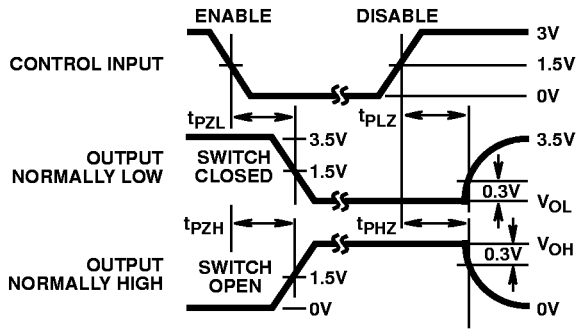 ENABLE DISABLE
3V
CONTROL INPUT 1.5V
0V
tPZL tPLZ
3.5V 3.5V
OUTPUT SWITCH
NORMALLY LOW CLOSED 1.5V 0.3V
VOL
tPZH tPHZ
VOH
OUTPUT SWITCH 0.3V
NORMALLY HIGH OPEN 1.5V
0V 0V